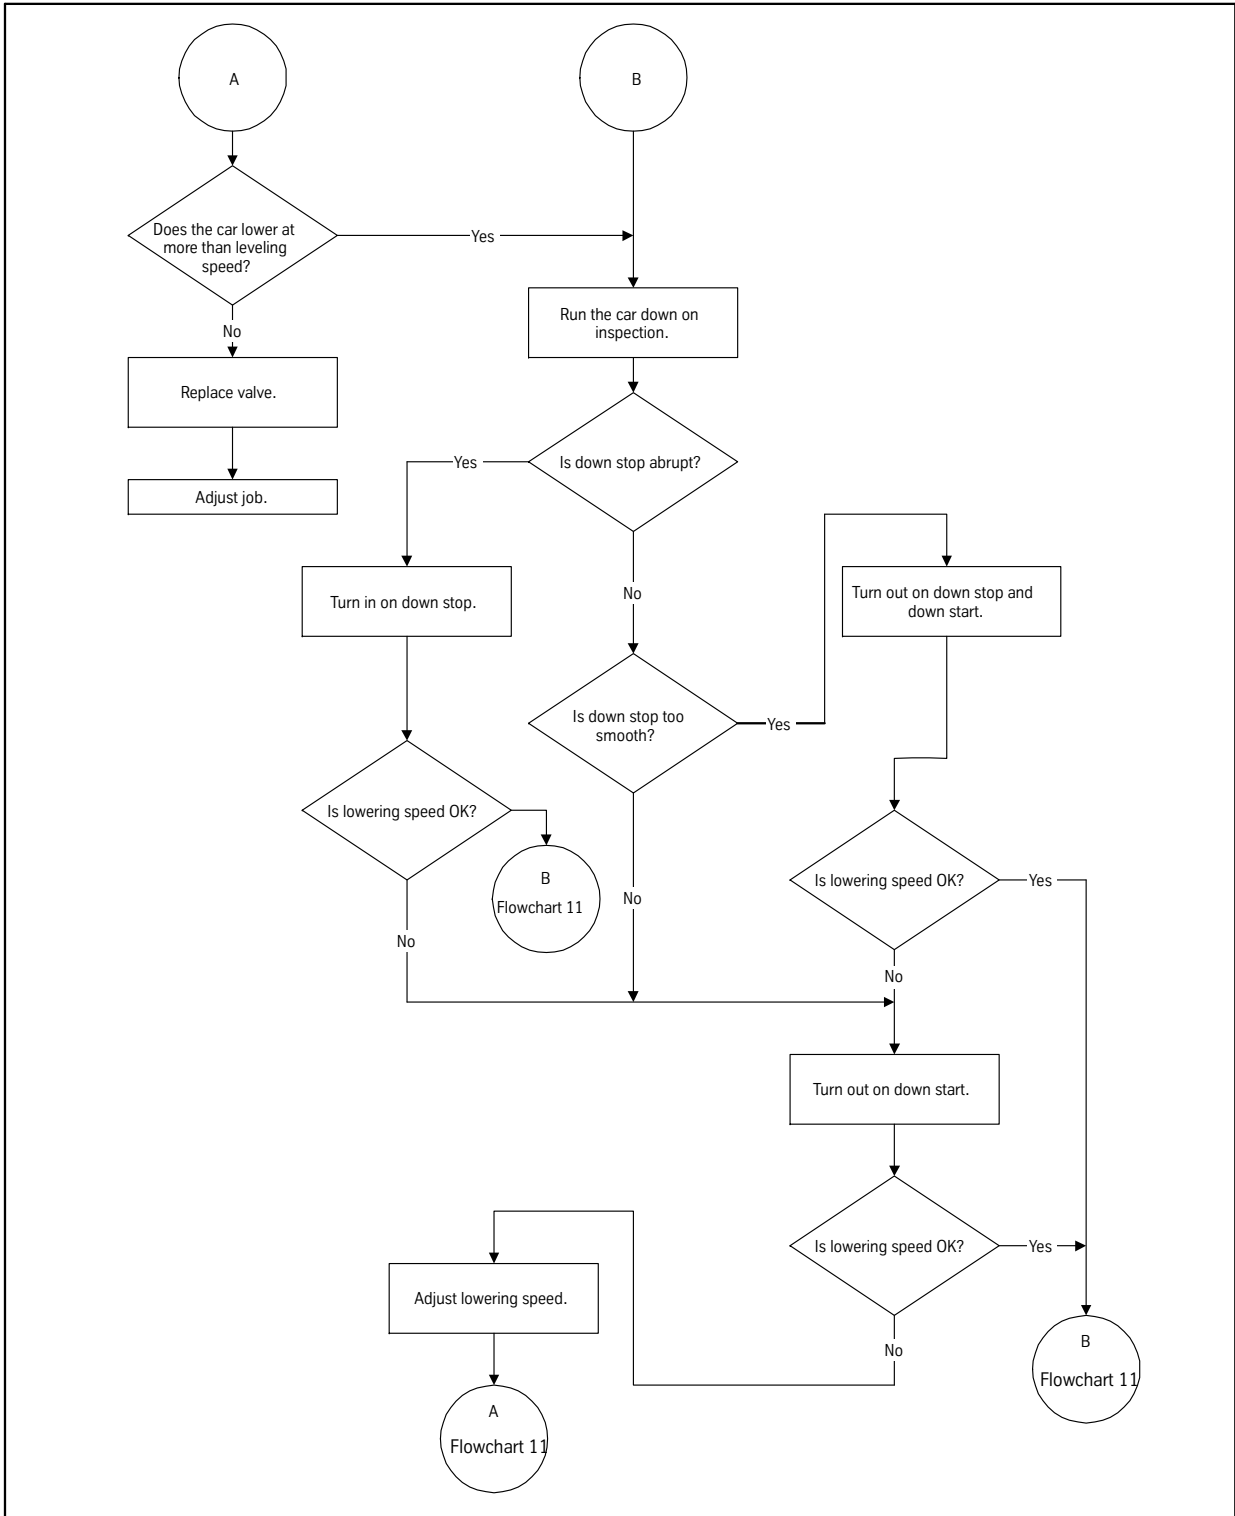 A
B
Does the car lower at
more than leveling
speed?
Yes
No
Run the car down on
inspection.
Replace valve.
Adjust job.
Is down stop abrupt?
Yes
No
Turn in on down stop.
Turn out on down stop and
down start.
Is down stop too
smooth?
Yes
No
Is lowering speed OK?
B
Flowchart 11
No
Is lowering speed OK?
Yes
No
Turn out on down start.
Is lowering speed OK?
Yes
No
Adjust lowering speed.
A
Flowchart 11
B
Flowchart 11